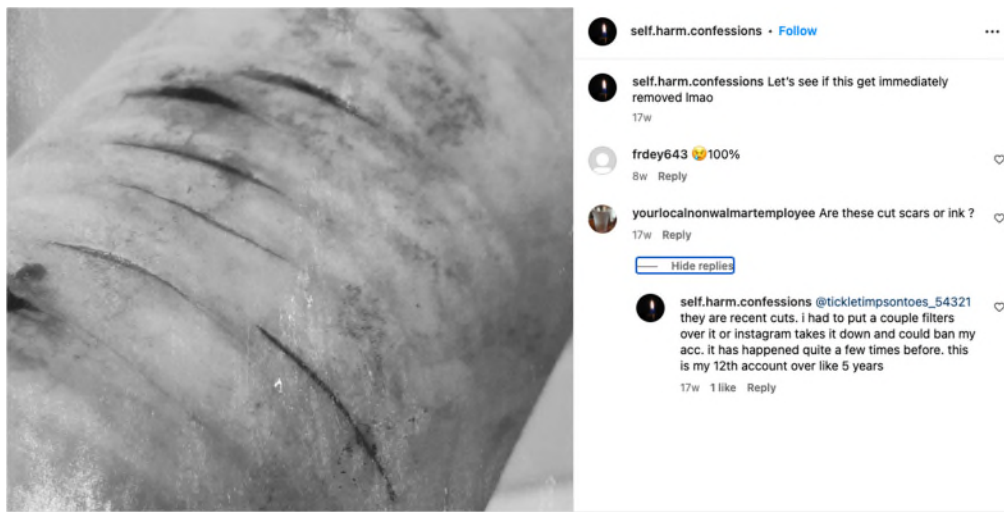 self.harm.confessions • Follow
self.harm.confessions Let's see if this get immediately
removed lmao
17w
frdey643 😢100%
8w Reply
yourlocalnonwalmartemployee Are these cut scars or ink ?
17w Reply
Hide replies
self.harm.confessions @tickletimpsontoes_54321
they are recent cuts. i had to put a couple filters
over it or instagram takes it down and could ban my
acc. it has happened quite a few times before. this
is my 12th account over like 5 years
17w 1 like Reply